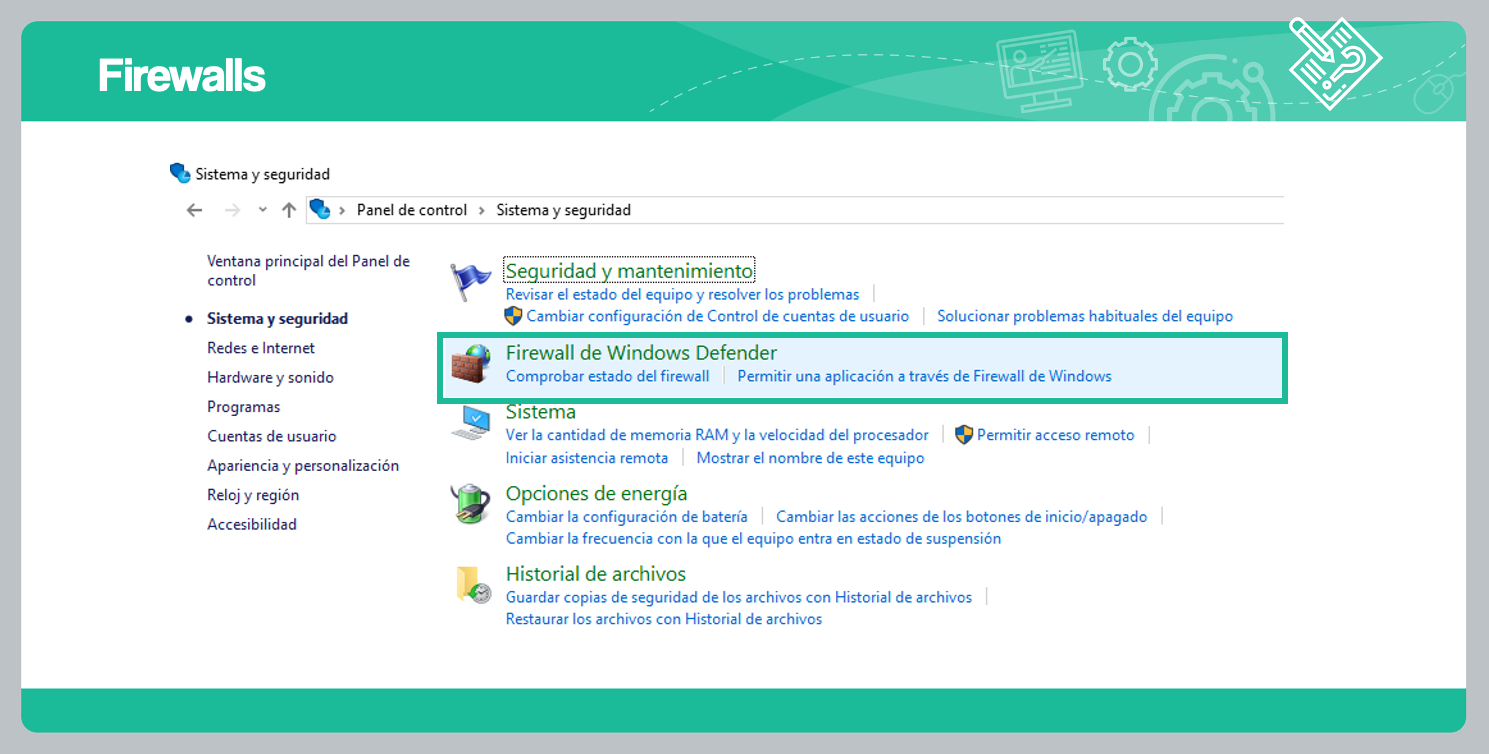 Firewalls
Sistema y seguridad
Panel de control > Sistema y seguridad
Ventana principal del Panel de
control
Sistema y seguridad
Redes e Internet
Hardware y sonido
Programas
Cuentas de usuario
Apariencia y personalización
Reloj y región
Accesibilidad
Seguridad y mantenimiento
Revisar el estado del equipo y resolver los problemas
Cambiar configuración de Control de cuentas de usuario | Solucionar problemas habituales del equipo
Firewall de Windows Defender
Comprobar estado del firewall | Permitir una aplicación a través de Firewall de Windows
Sistema
Ver la cantidad de memoria RAM y la velocidad del procesador | Permitir acceso remoto
Iniciar asistencia remota | Mostrar el nombre de este equipo
Opciones de energía
Cambiar la configuración de batería | Cambiar las acciones de los botones de inicio/apagado
Cambiar la frecuencia con la que el equipo entra en estado de suspensión
Historial de archivos
Guardar copias de seguridad de los archivos con Historial de archivos
Restaurar los archivos con Historial de archivos